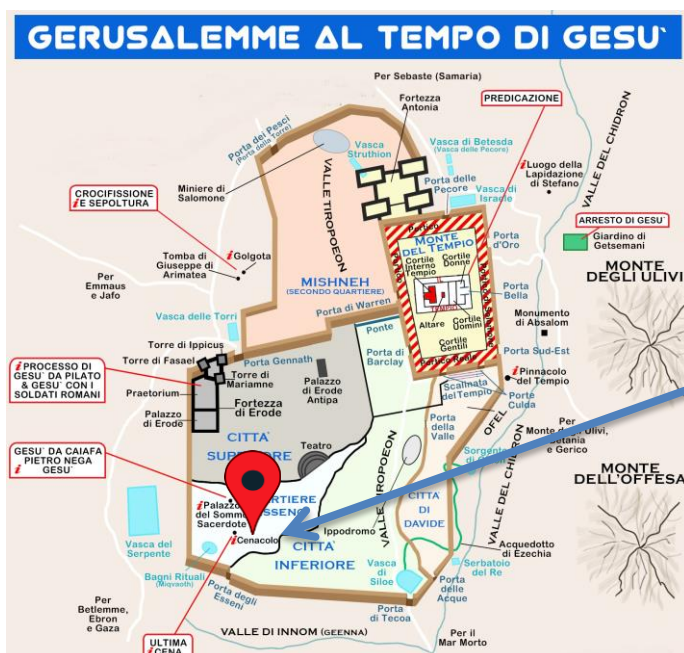 GERUSALEMME AL TEMPO DI GESU`
Per Sebaste (Samaria)
Fortezza
Antonia
PREDICAZIONE
Porta dei Pesci
(Porta della Torre)
Vasca
Struthion
Vasca di Betesda
(Vasca delle Pecore)
VALLE DEL CHIDRON
Miniere di
Salomone
VALLE TIROPOEON
Porta delle
Pecore
i Luogo della
Lapidazione
di Stefano
CROCIFISSIONE
i E SEPOLTURA
Vasca di
Israele
ARRESTO DI GESU`
Giardino di
Getsemani
i Golgota
Tomba di
Giuseppe di
Arimatea
Portico
MONTE
DEL TEMPIO
Porta
d'Oro
Cortile
Interno
Tempio
Cortile
Donne
MONTE
DEGLI ULIVI
Per
Emmaus
e Jafo
MISHNEH
(SECONDO QUARTIERE)
Porta
Bella
Porta di Warren
Altare
Cortile
Uomini
Cortile
Gentili
Monumento
di Absalom
Vasca delle Torri
Ponte
Torre di Ippicus
Torre di Fasael
Porta Gennath
Porta di
Barclay
Portico Reale
Porta Sud-Est
i PROCESSO DI
GESU` DA PILATO
& GESU` CON I
SOLDATI ROMANI
Torre di
Mariamne
Palazzo
di Erode
Antipa
i Pinnacolo
del Tempio
Praetorium
Fortezza
di Erode
Scalinata
del Tempio
Porte
Culda
Palazzo
di Erode
OFEL
Porta
della
Valle
Per
Monte degli Ulivi,
Betania
e Gerico
CITTA`
Teatro
GESU` DA CAIAFA
PIETRO NEGA
GESU`
VALLE TIROPOEON
Sorgente
VALLE DEL CHIDRON
MONTE
DELL'OFFESA
i Palazzo
del Sommo
Sacerdote
i Cenacolo
Ippodromo
CITTA`
DI
DAVIDE
Vasca del
Serpente
CITTA`
INFERIORE
Acquedotto
di Ezechia
Bagni Rituali
(Miqvaoth)
Vasca
di
Siloe
Serbatoio
del Re
Porta degli
Esseni
Porta
delle
Acque
Per
Betlemme,
Ebron
e Gaza
Porta
di Tecoa
ULTIMA
i CENA
VALLE DI INNOM (GEENNA)
Per il
Mar Morto